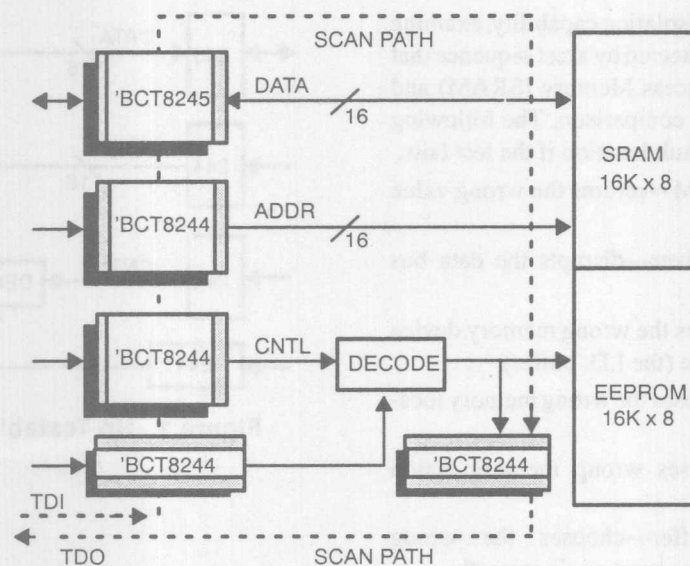 SCAN PATH
'BCT8245
DATA
16
SRAM
16K x 8
'BCT8244
ADDR
16
'BCT8244
CNTL
DECODE
EEPROM
16K x 8
'BCT8244
'BCT8244
TDI
TDO
SCAN PATH